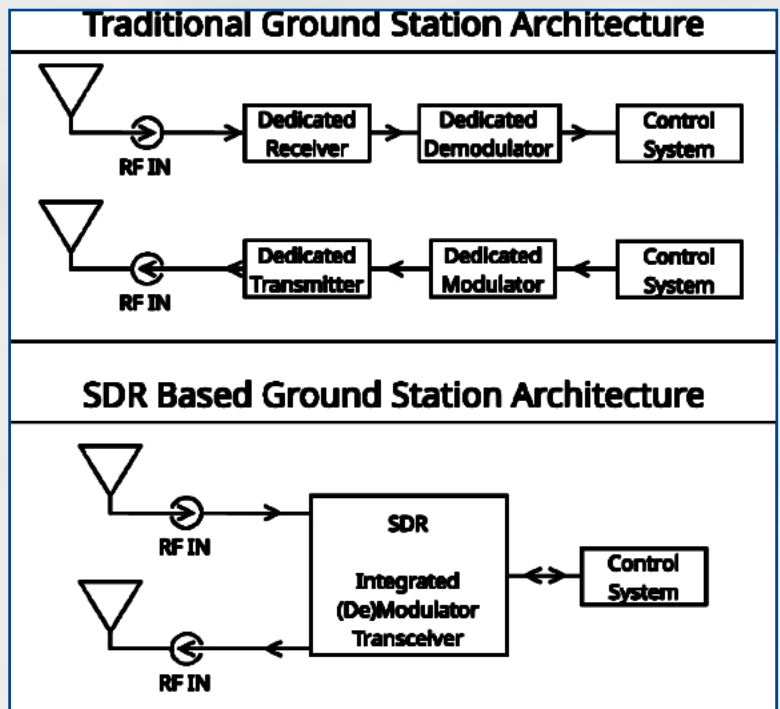 Traditional Ground Station Architecture
RF IN
Dedicated
Receiver
Dedicated
Demodulator
Control
System
RF IN
Dedicated
Transmitter
Dedicated
Modulator
Control
System
SDR Based Ground Station Architecture
RF IN
SDR
Integrated
(De)Modulator
Transceiver
Control
System
RF IN